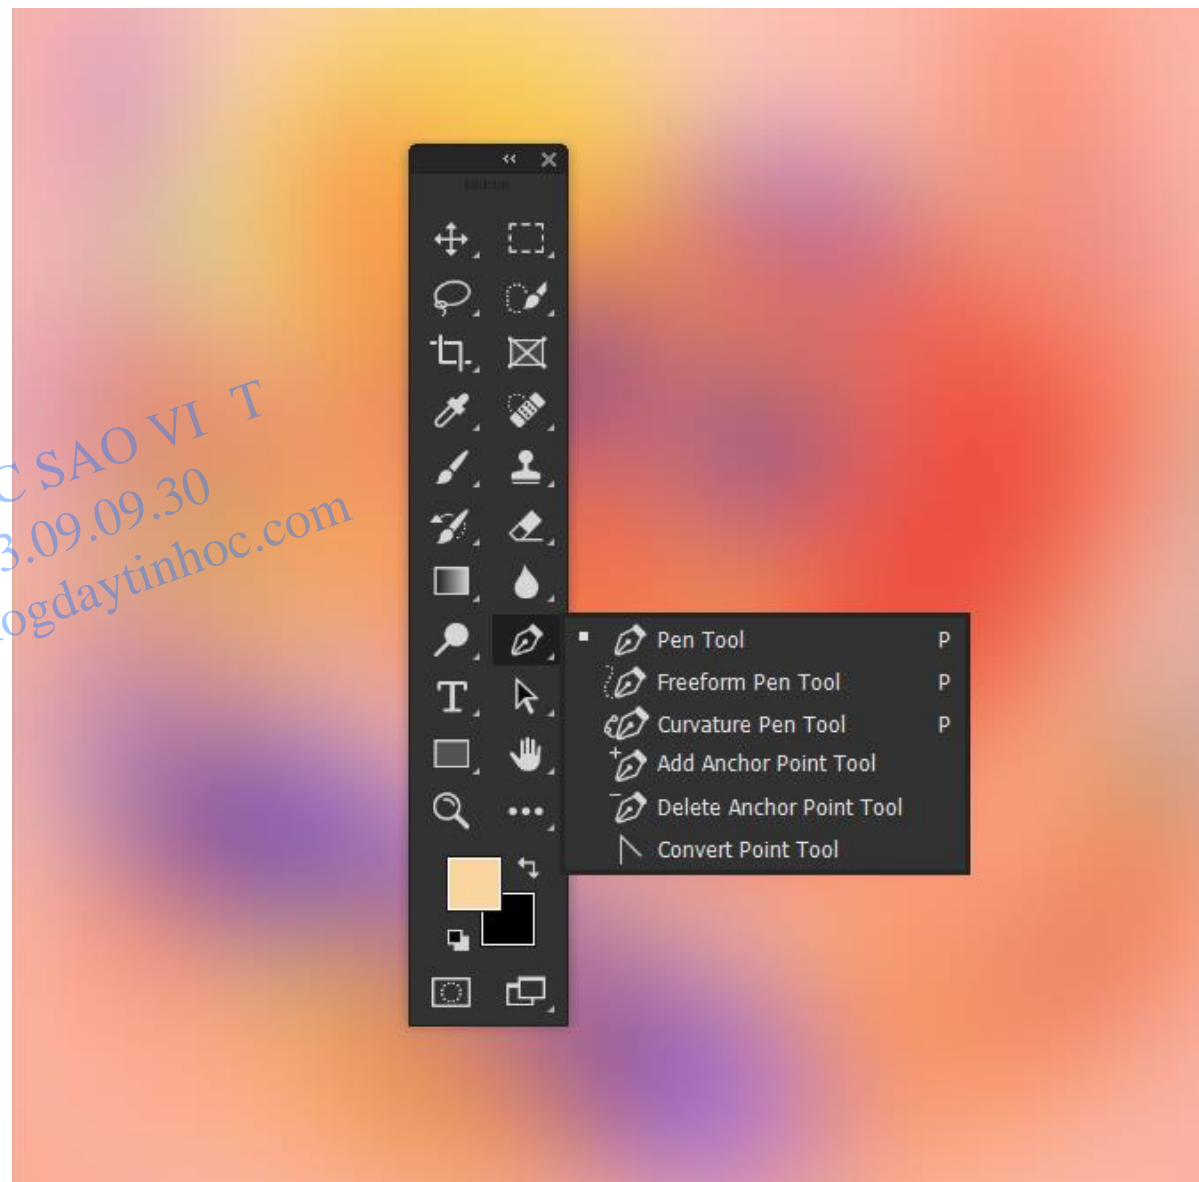 C SAO VI T
3.09.09.30
ogdaytinhoc.com
Pen Tool P
Freeform Pen Tool P
Curvature Pen Tool P
Add Anchor Point Tool
Delete Anchor Point Tool
Convert Point Tool